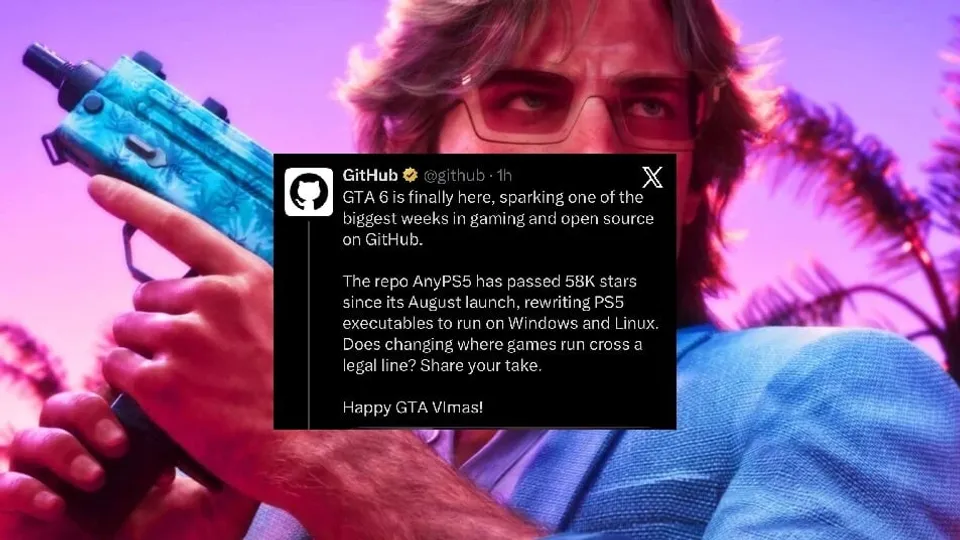 GitHub @github · 1h
GTA 6 is finally here, sparking one of the
biggest weeks in gaming and open source
on GitHub.
The repo AnyPS5 has passed 58K stars
since its August launch, rewriting PS5
executables to run on Windows and Linux.
Does changing where games run cross a
legal line? Share your take.
Happy GTA VImas!